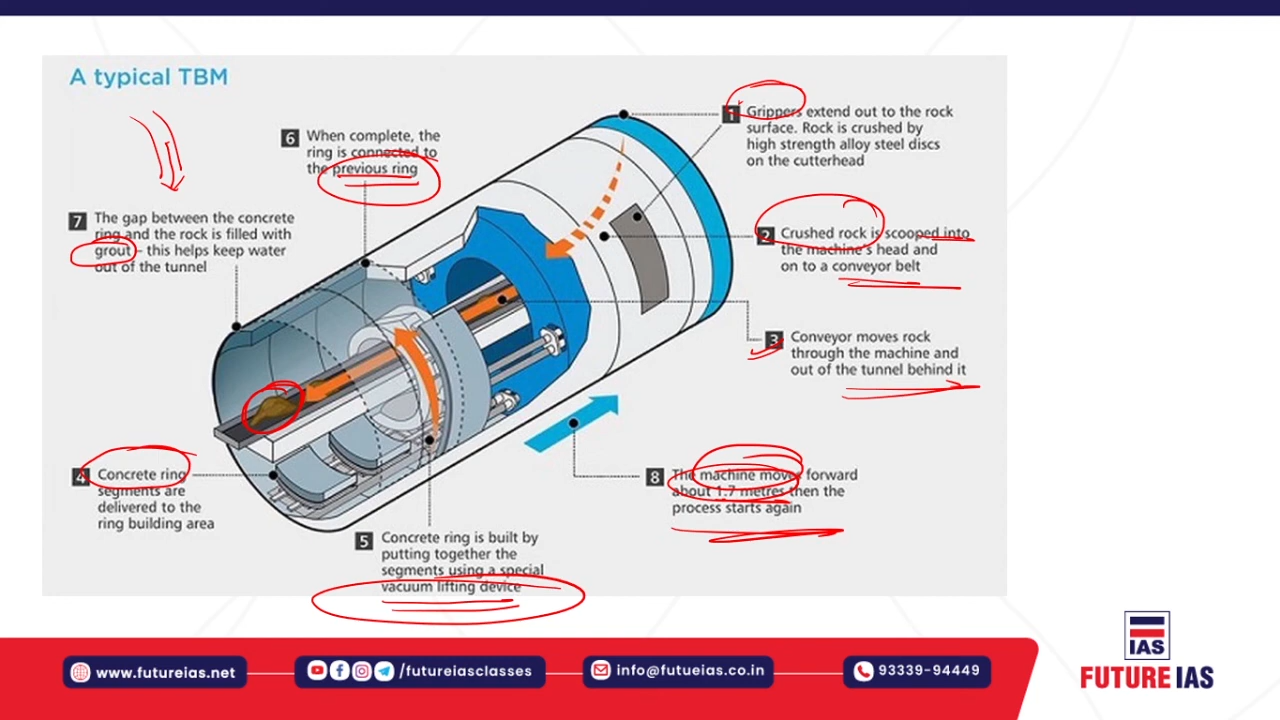 A typical TBM
1 Grippers extend out to the rock
surface. Rock is crushed by
high strength alloy steel discs
on the cutterhead
2 Crushed rock is scooped into
the machine's head and
on to a conveyor belt
3 Conveyor moves rock
through the machine and
out of the tunnel behind it
4 Concrete ring
segments are
delivered to the
ring building area
5 Concrete ring is built by
putting together the
segments using a special
vacuum lifting device
6 When complete, the
ring is connected to
the previous ring
7 The gap between the concrete
ring and the rock is filled with
grout – this helps keep water
out of the tunnel
8 The machine moves forward
about 1.7 metres then the
process starts again
www.futureias.net
/futureiasclasses
info@futueias.co.in
93339-94449
IAS
FUTURE IAS